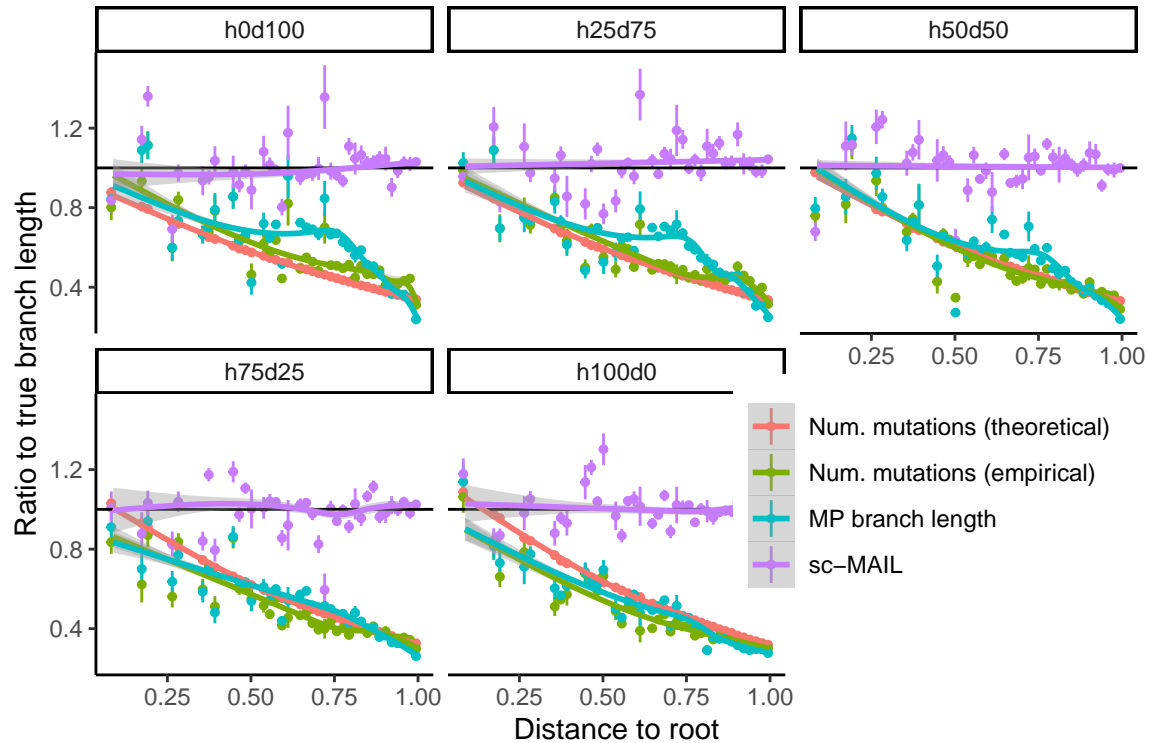 h0d100
h25d75
h50d50
1.2
0.8
0.4
0.25 0.50 0.75 1.00
h75d25
h100d0
1.2
0.8
0.4
0.25 0.50 0.75 1.00
0.25 0.50 0.75 1.00
Ratio to true branch length
Distance to root
Num. mutations (theoretical)
Num. mutations (empirical)
MP branch length
sc−MAIL